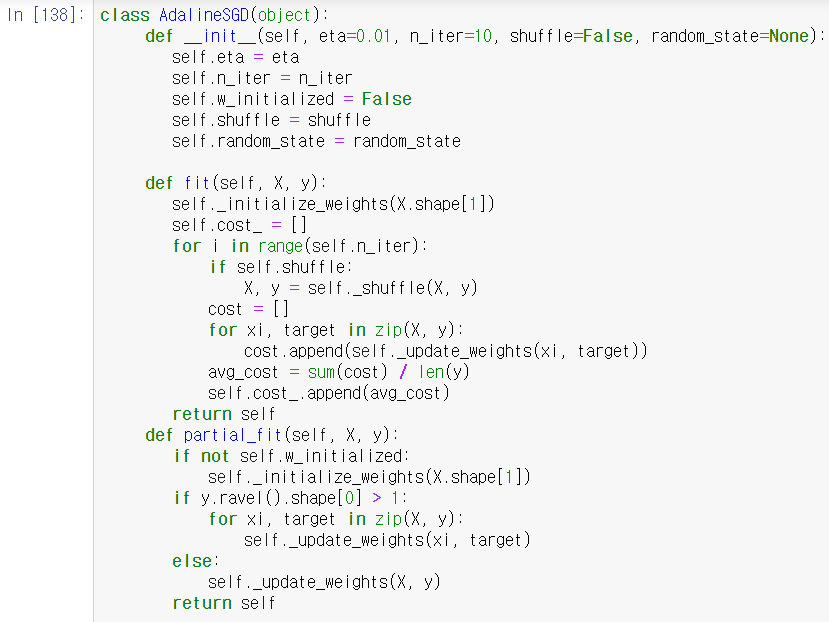 In [138]: class AdalineSGD(object):
    def __init__(self, eta=0.01, n_iter=10, shuffle=False, random_state=None):
        self.eta = eta
        self.n_iter = n_iter
        self.w_initialized = False
        self.shuffle = shuffle
        self.random_state = random_state

    def fit(self, X, y):
        self._initialize_weights(X.shape[1])
        self.cost_ = []
        for i in range(self.n_iter):
            if self.shuffle:
                X, y = self._shuffle(X, y)
            cost = []
            for xi, target in zip(X, y):
                cost.append(self._update_weights(xi, target))
            avg_cost = sum(cost) / len(y)
            self.cost_.append(avg_cost)
        return self
    def partial_fit(self, X, y):
        if not self.w_initialized:
            self._initialize_weights(X.shape[1])
        if y.ravel().shape[0] > 1:
            for xi, target in zip(X, y):
                self._update_weights(xi, target)
        else:
            self._update_weights(X, y)
        return self